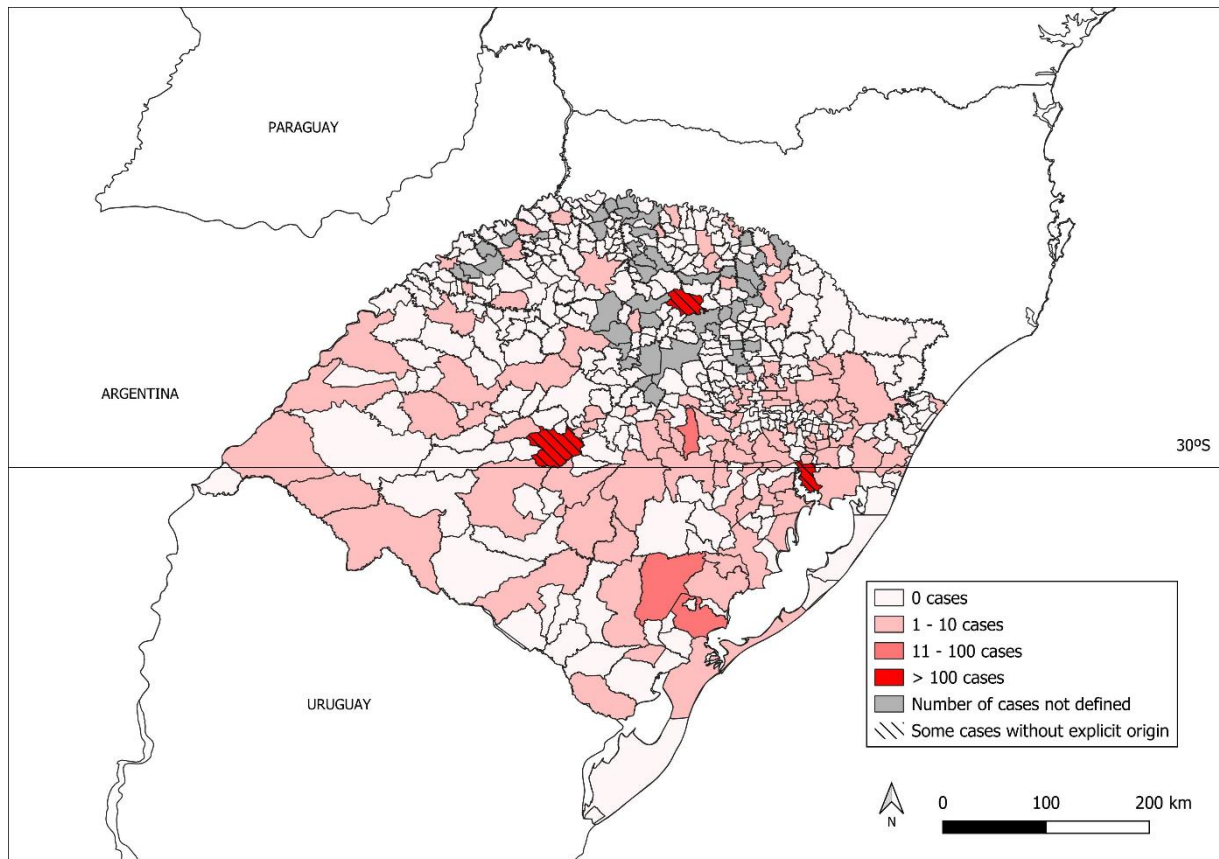 PARAGUAY
ARGENTINA
30ºS
URUGUAY
0 cases
1 - 10 cases
11 - 100 cases
> 100 cases
Number of cases not defined
Some cases without explicit origin
N
0 100 200 km